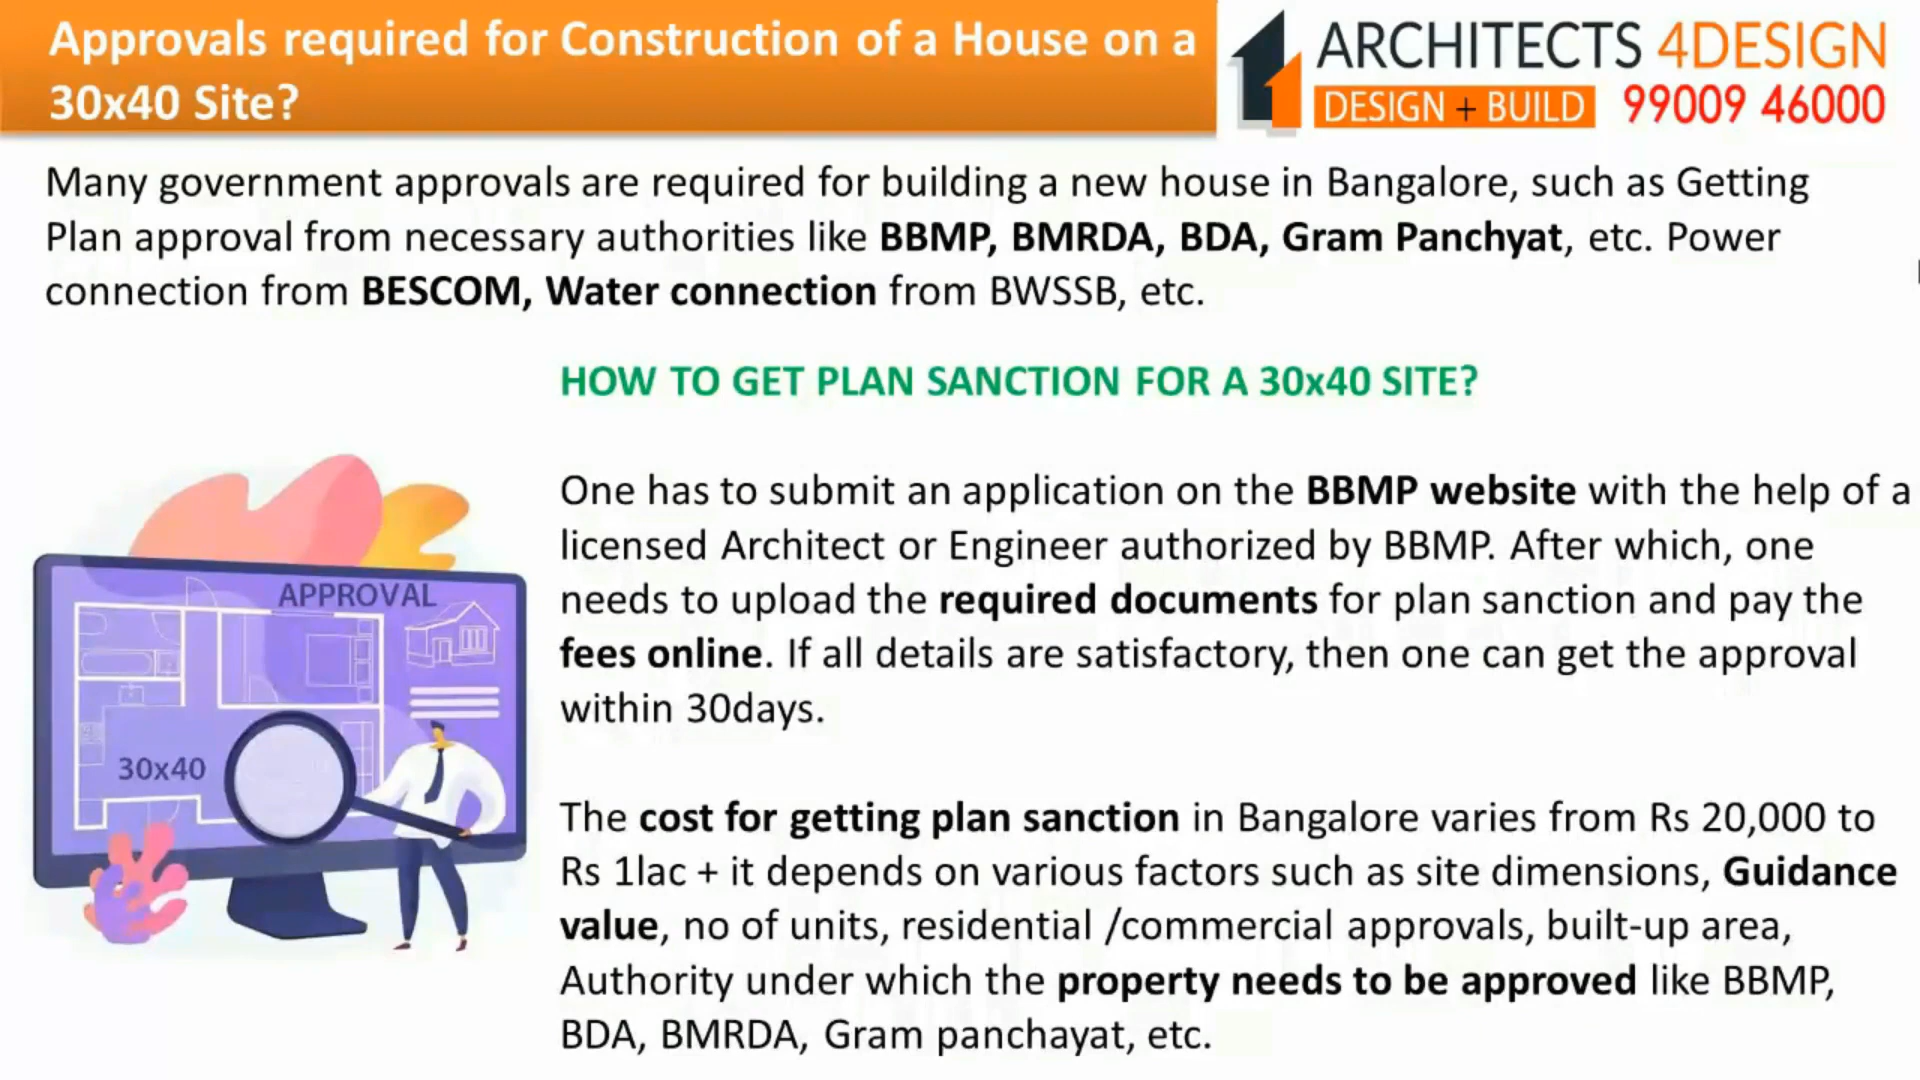 Approvals required for Construction of a House on a
30x40 Site?
ARCHITECTS 4DESIGN
DESIGN + BUILD 99009 46000
Many government approvals are required for building a new house in Bangalore, such as Getting
Plan approval from necessary authorities like BBMP, BMRDA, BDA, Gram Panchyat, etc. Power
connection from BESCOM, Water connection from BWSSB, etc.
HOW TO GET PLAN SANCTION FOR A 30x40 SITE?
One has to submit an application on the BBMP website with the help of a
licensed Architect or Engineer authorized by BBMP. After which, one
needs to upload the required documents for plan sanction and pay the
fees online. If all details are satisfactory, then one can get the approval
within 30days.
The cost for getting plan sanction in Bangalore varies from Rs 20,000 to
Rs 1lac + it depends on various factors such as site dimensions, Guidance
value, no of units, residential /commercial approvals, built-up area,
Authority under which the property needs to be approved like BBMP,
BDA, BMRDA, Gram panchayat, etc.
APPROVAL
30x40